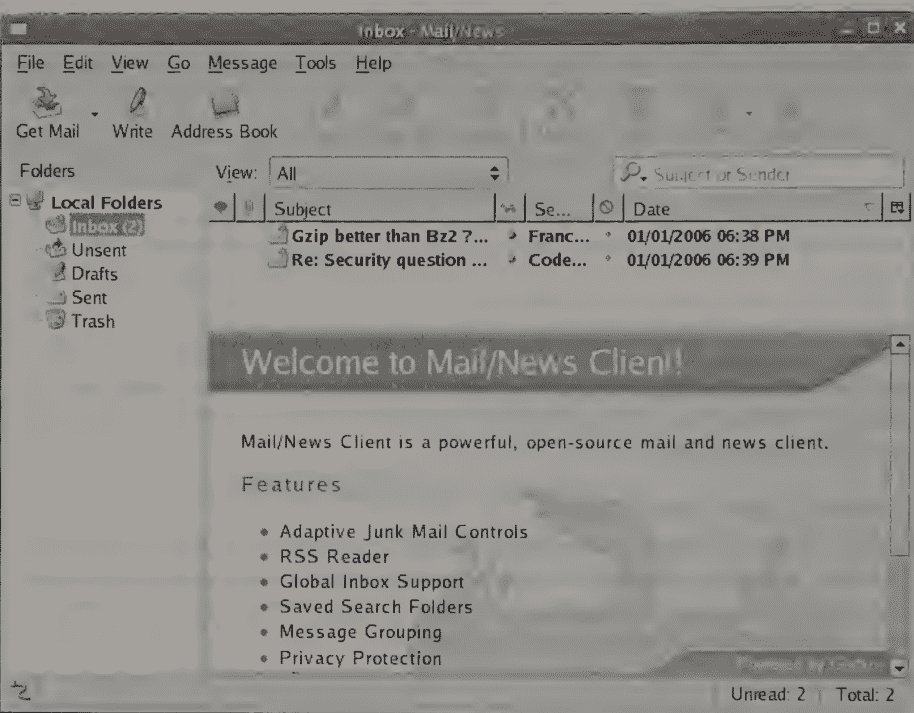 Inbox - Mail/News
File Edit View Go Message Tools Help
Get Mail Write Address Book
Folders
View: All
Subject or Sender
Local Folders
Subject Se... Date
Inbox (2)
Gzip better than Bz2 ?... Franc... 01/01/2006 06:38 PM
Unsent
Re: Security question ... Code... 01/01/2006 06:39 PM
Drafts
Sent
Trash
Welcome to Mail/News Client!
Mail/News Client is a powerful, open-source mail and news client.
Features
Adaptive Junk Mail Controls
RSS Reader
Global Inbox Support
Saved Search Folders
Message Grouping
Privacy Protection
Powered by
Unread: 2 Total: 2